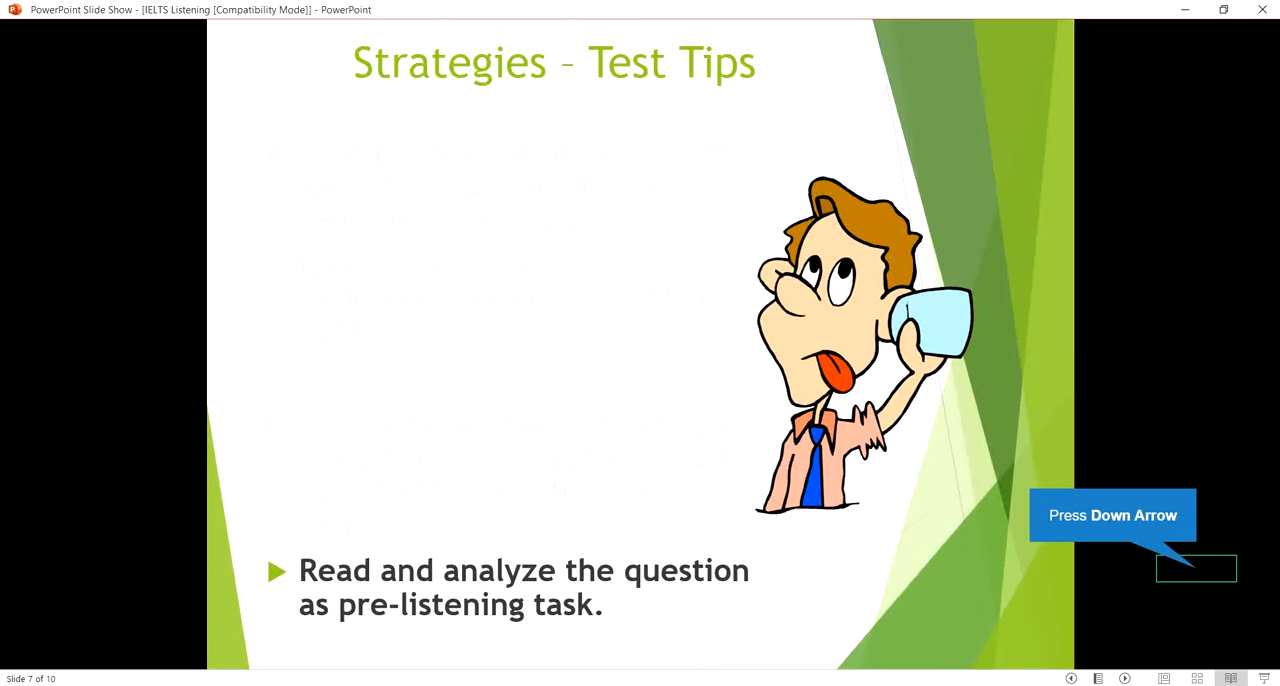 PowerPoint Slide Show - [IELTS Listening [Compatibility Mode]] - PowerPoint
Strategies – Test Tips
Press Down Arrow
Read and analyze the question
as pre-listening task.
Slide 7 of 10